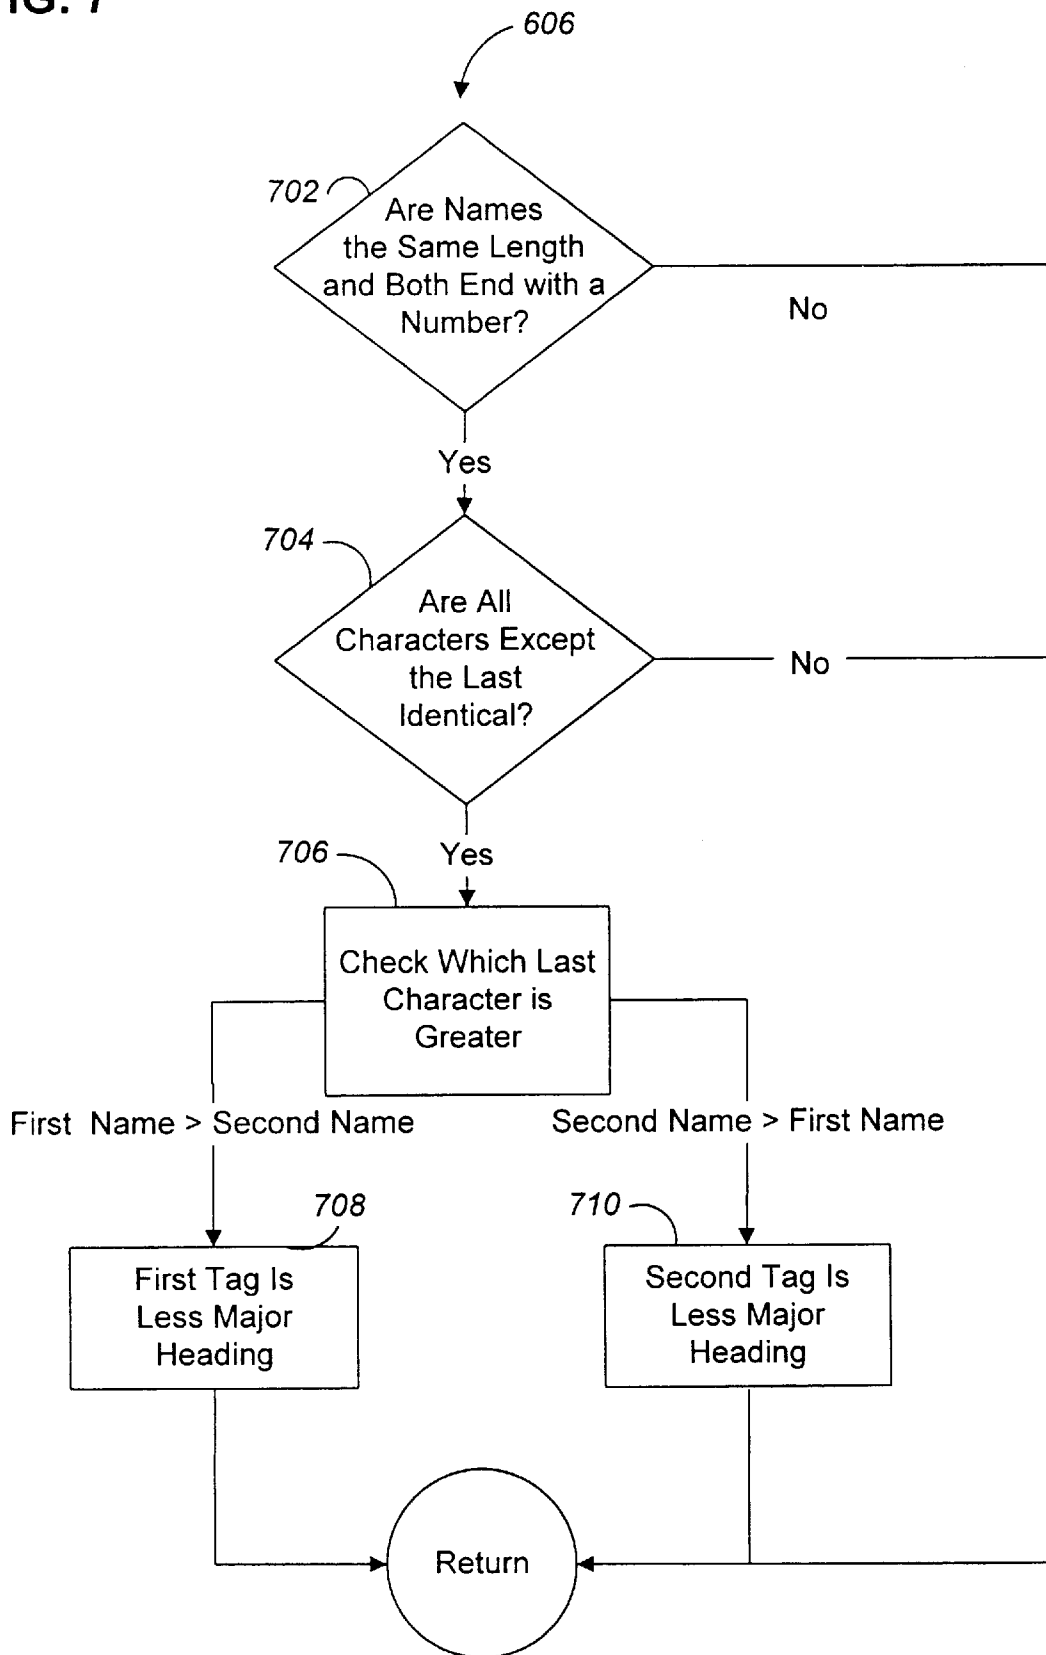 606
702
Are Names
the Same Length
and Both End with a
Number?
No
Yes
704
Are All
Characters Except
the Last
Identical?
No
Yes
706
Check Which Last
Character is
Greater
First Name > Second Name
Second Name > First Name
708
710
First Tag Is
Less Major
Heading
Second Tag Is
Less Major
Heading
Return